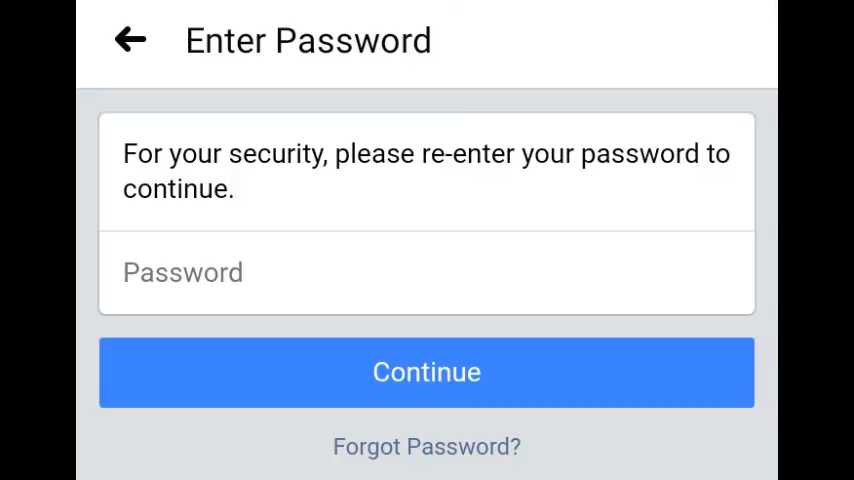 Enter Password
For your security, please re-enter your password to
continue.
Password
Continue
Forgot Password?